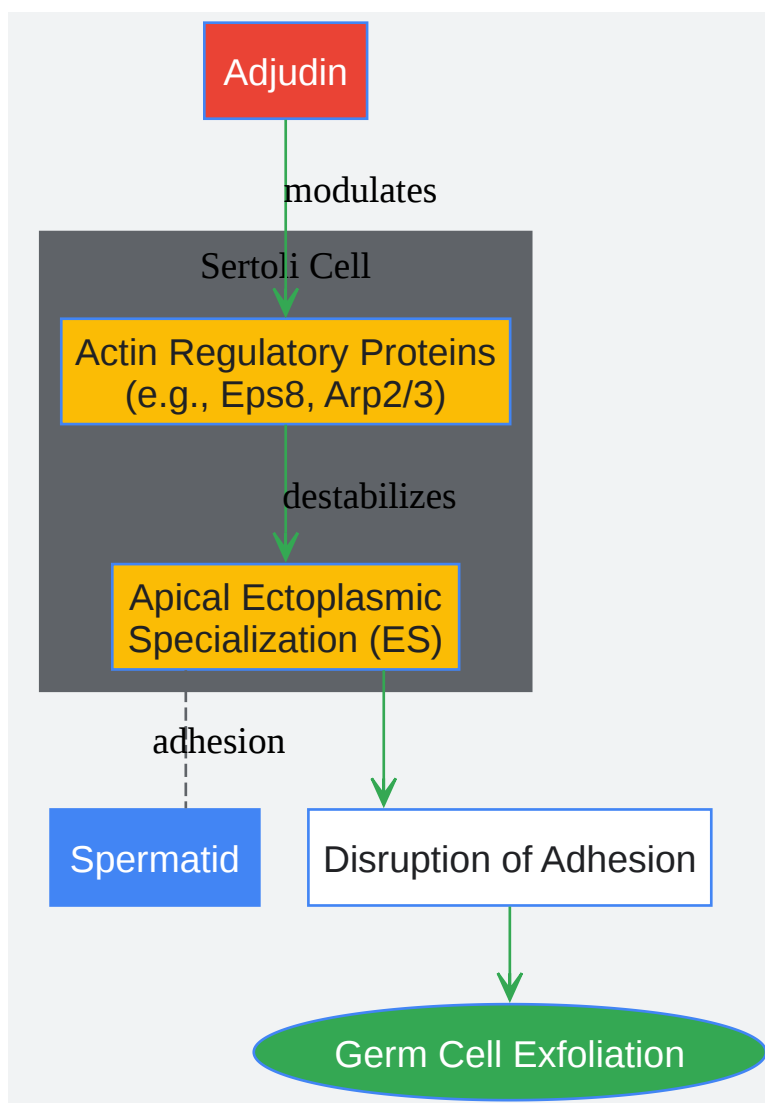 Adjudin
modulates
Sertoli Cell
Actin Regulatory Proteins
(e.g., Eps8, Arp2/3)
destabilizes
Apical Ectoplasmic
Specialization (ES)
adhesion
Spermatid
Disruption of Adhesion
Germ Cell Exfoliation